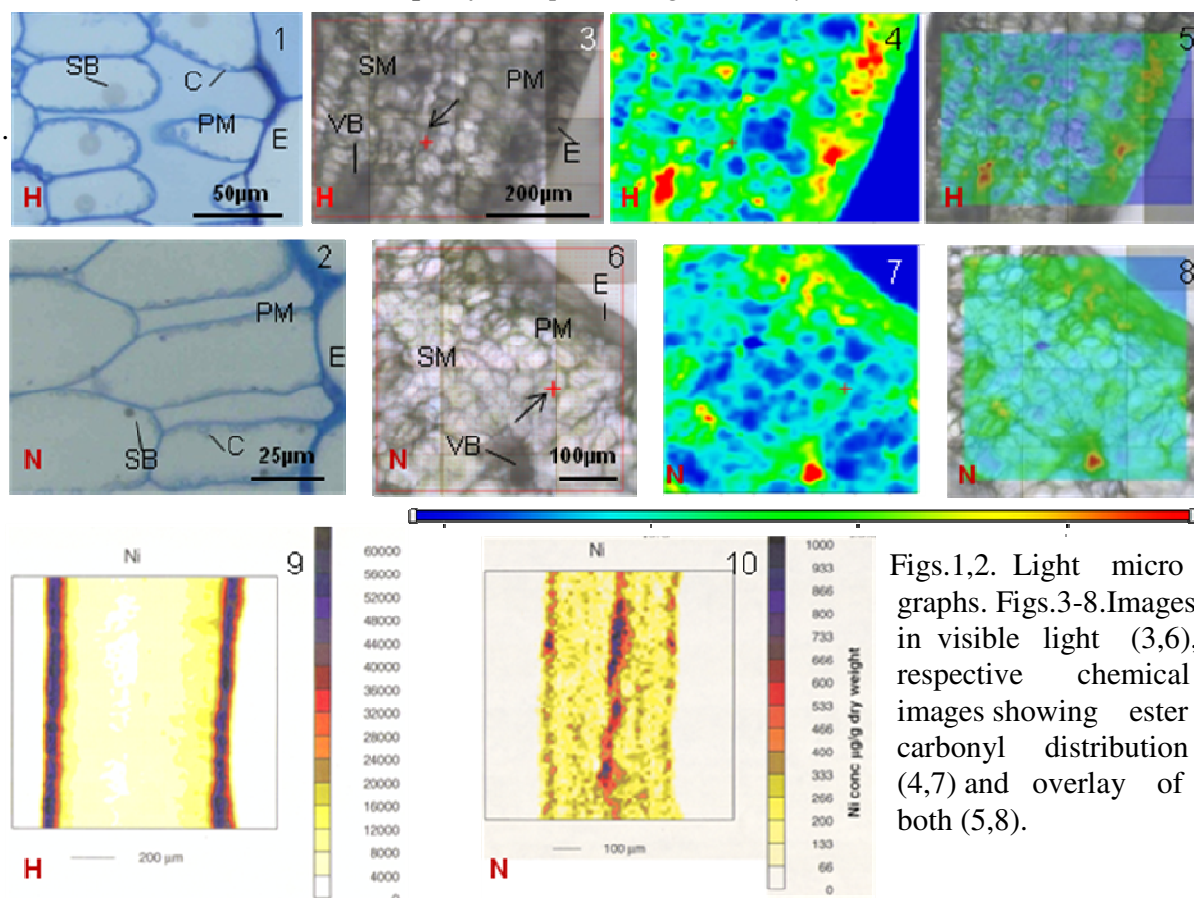 1
SB
C
PM
E
50µm
H
3
SM
PM
VB
E
200µm
H
4
H
5
H
2
PM
E
SB
C
25µm
N
6
E
PM
SM
VB
100µm
N
7
N
8
N
Ni
9
60000
56000
52000
48000
44000
40000
36000
32000
28000
24000
20000
16000
12000
8000
4000
200 µm
H
Ni
10
1000
933
866
800
733
666
600
533
466
400
333
266
200
133
66
0
Ni conc µg/g dry weight
100 µm
N
Figs.1,2. Light micro
graphs. Figs.3-8.Images
in visible light (3,6),
respective chemical
images showing ester
carbonyl distribution
(4,7) and overlay of
both (5,8).